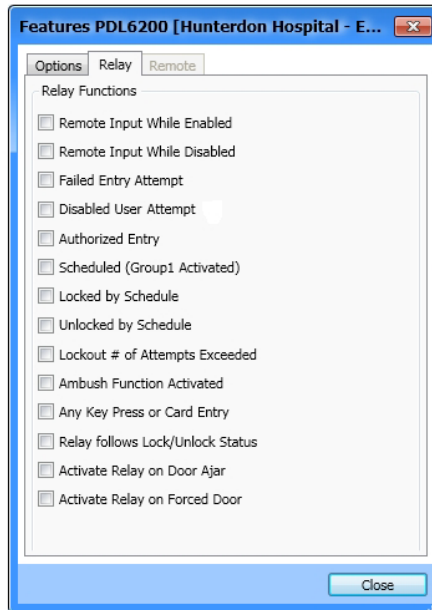 Features PDL6200 [Hunterdon Hospital - E...
Options Relay Remote
Relay Functions
Remote Input While Enabled
Remote Input While Disabled
Failed Entry Attempt
Disabled User Attempt
Authorized Entry
Scheduled (Group1 Activated)
Locked by Schedule
Unlocked by Schedule
Lockout # of Attempts Exceeded
Ambush Function Activated
Any Key Press or Card Entry
Relay follows Lock/Unlock Status
Activate Relay on Door Ajar
Activate Relay on Forced Door
Close